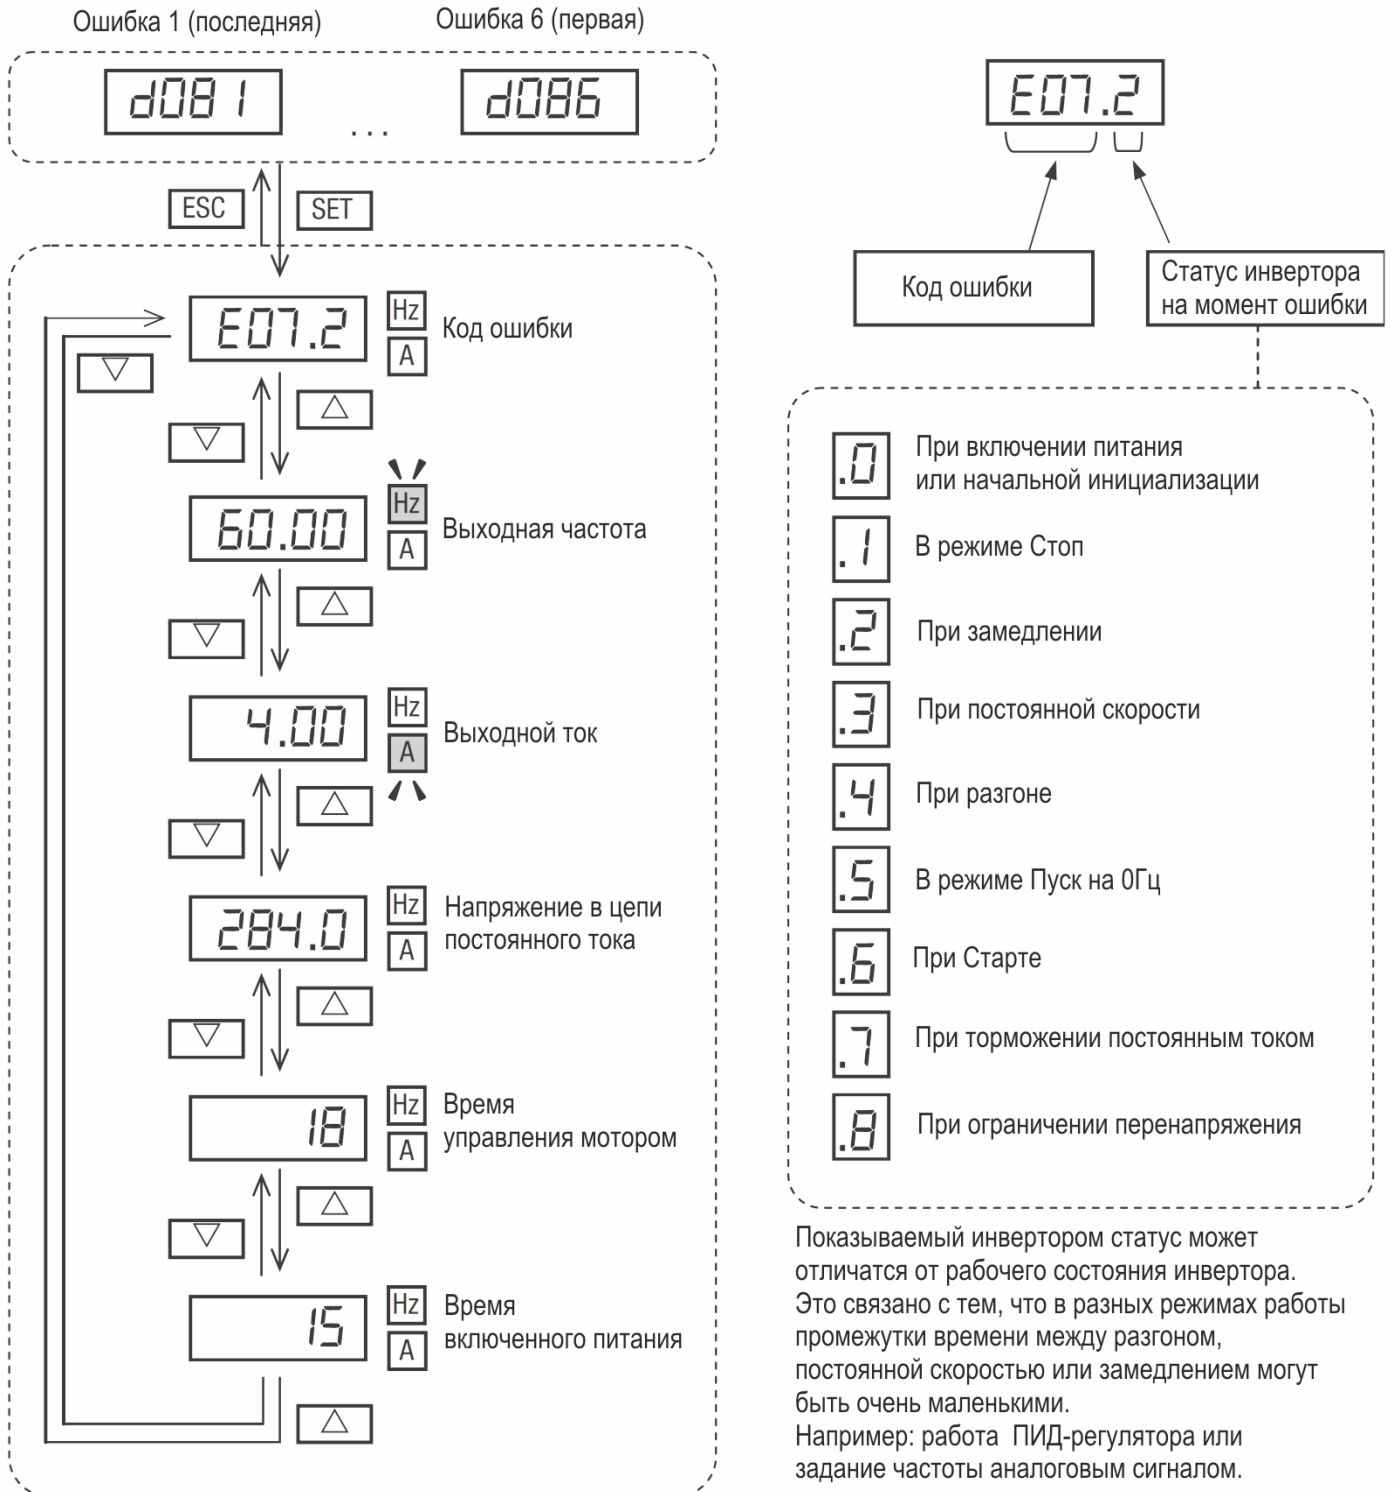 Ошибка 1 (последняя)
Ошибка 6 (первая)
d081
...
d086
ESC
SET
E07.2
Hz
A
Код ошибки
60.00
Hz
A
Выходная частота
4.00
Hz
A
Выходной ток
284.0
Hz
A
Напряжение в цепи
постоянного тока
18
Hz
A
Время
управления мотором
15
Hz
A
Время
включенного питания
E07.2
Код ошибки
Статус инвертора
на момент ошибки
.0
При включении питания
или начальной инициализации
.1
В режиме Стоп
.2
При замедлении
.3
При постоянной скорости
.4
При разгоне
.5
В режиме Пуск на 0Гц
.6
При Старте
.7
При торможении постоянным током
.8
При ограничении перенапряжения
Показываемый инвертором статус может
отличатся от рабочего состояния инвертора.
Это связано с тем, что в разных режимах работы
промежутки времени между разгоном,
постоянной скоростью или замедлением могут
быть очень маленькими.
Например: работа ПИД-регулятора или
задание частоты аналоговым сигналом.